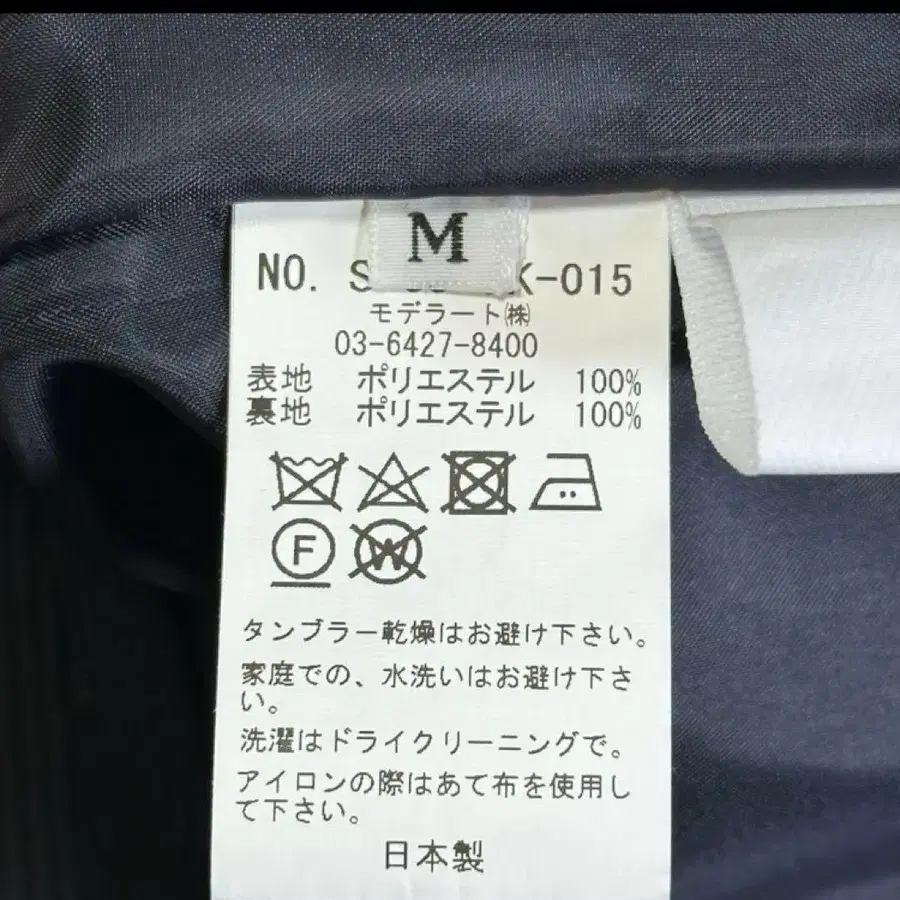 M
NO. S K-015
モデラート㈱
03-6427-8400
表地 ポリエステル 100%
裏地 ポリエステル 100%
F
W
タンブラー乾燥はお避け下さい。
家庭での、水洗いはお避け下さ
い。
洗濯はドライクリーニングで。
アイロンの際はあて布を使用し
て下さい。
日本製